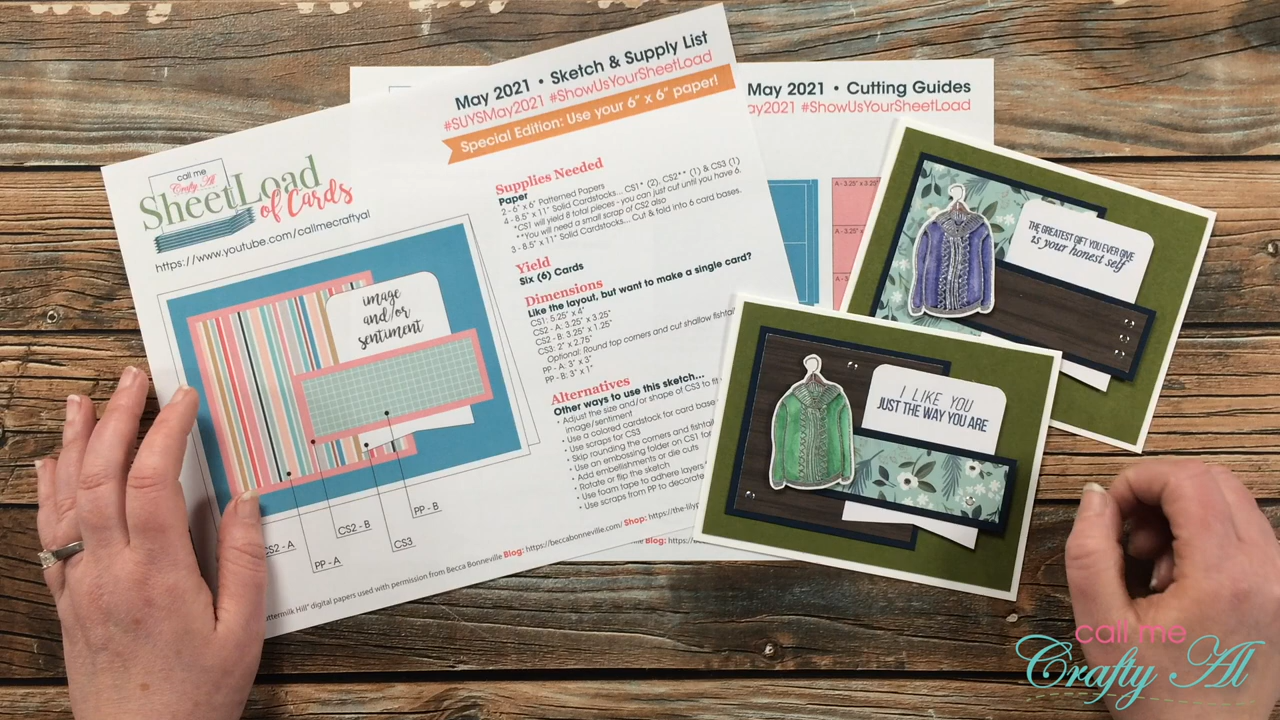 May 2021 • Sketch & Supply List
#SUYSMay2021 #ShowUsYourSheetLoad
Special Edition: Use your 6" x 6" paper!
call me
Crafty Al
SheetLoad
of Cards
https://www.youtube.com/callmecraftyal
image
and/or
sentiment
CS2 - A
PP - A
CS2 - B
CS3
PP - B
Supplies Needed
Paper
2 - 6" x 6" Patterned Papers
4 - 8.5" x 11" Solid Cardstocks... CS1* (2), CS2** (1) & CS3 (1)
*CS1 will yield 8 total pieces - you can just cut until you have 6.
**You will need a small scrap of CS2 also
3 - 8.5" x 11" Solid Cardstocks... Cut & fold into 6 card bases.
Yield
Six (6) Cards
Dimensions
Like the layout, but want to make a single card?
CS1: 5.25" x 4"
CS2 - A: 3.25" x 3.25"
CS2 - B: 3.25" x 1.25"
CS3: 2" x 2.75"
Optional: Round top corners and cut shallow
PP - A: 3" x 3"
PP - B: 3" x 1"
Alternatives
Other ways to use this sketch...
• Adjust the size and/or shape of CS3 to fit
image/sentiment
• Use a colored cardstock for card base
• Use scraps for CS3
• Skip rounding the corners and
• Use an embossing folder on CS1 for
• Add embellishments or die cuts
• Rotate or flip the sketch
• Use foam tape to adhere layers
• Use scraps from PP to decorate
Hill" digital papers used with permission from Becca Bonneville Blog: https://beccabonneville.com/ Shop:
May 2021 • Cutting Guides
ay2021 #ShowUsYourSheetLoad
A - 3.25" x 3.25"
Blog:
THE GREATEST GIFT YOU EVER GIVE
is your honest self
I LIKE YOU
JUST THE WAY YOU ARE
call me
Crafty Al